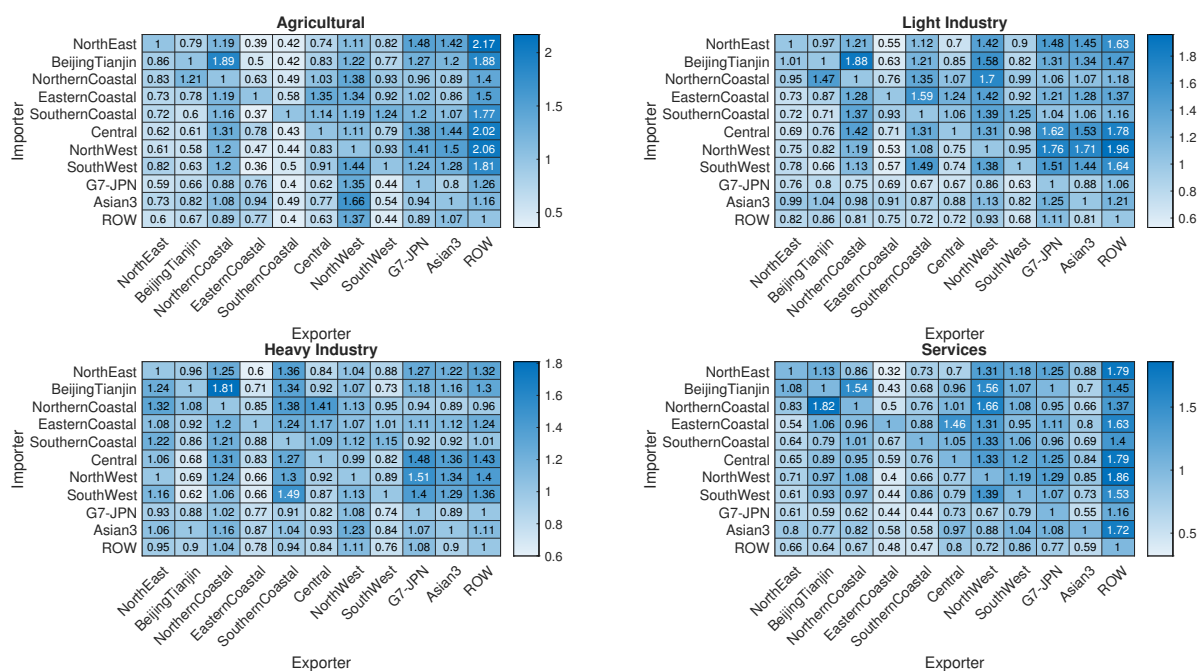 Agricultural
Importer
NorthEast 1 0.79 1.19 0.39 0.42 0.74 1.11 0.82 1.48 1.42 2.17
BeijingTianjin 0.86 1 1.89 0.5 0.42 0.83 1.22 0.77 1.27 1.2 1.88
NorthernCoastal 0.83 1.21 1 0.63 0.49 1.03 1.38 0.93 0.96 0.89 1.4
EasternCoastal 0.73 0.78 1.19 1 0.58 1.35 1.34 0.92 1.02 0.86 1.5
SouthernCoastal 0.72 0.6 1.16 0.37 1 1.14 1.19 1.24 1.2 1.07 1.77
Central 0.62 0.61 1.31 0.78 0.43 1 1.11 0.79 1.38 1.44 2.02
NorthWest 0.61 0.58 1.2 0.47 0.44 0.83 1 0.93 1.41 1.5 2.06
SouthWest 0.82 0.63 1.2 0.36 0.5 0.91 1.44 1 1.24 1.28 1.81
G7-JPN 0.59 0.66 0.88 0.76 0.4 0.62 1.35 0.44 1 0.8 1.26
Asian3 0.73 0.82 1.08 0.94 0.49 0.77 1.66 0.54 0.94 1 1.16
ROW 0.6 0.67 0.89 0.77 0.4 0.63 1.37 0.44 0.89 1.07 1
NorthEast BeijingTianjin NorthernCoastal EasternCoastal SouthernCoastal Central NorthWest SouthWest G7-JPN Asian3 ROW
Exporter
2
1.5
1
0.5
Light Industry
Importer
NorthEast 1 0.97 1.21 0.55 1.12 0.7 1.42 0.9 1.48 1.45 1.63
BeijingTianjin 1.01 1 1.88 0.63 1.21 0.85 1.58 0.82 1.31 1.34 1.47
NorthernCoastal 0.95 1.47 1 0.76 1.35 1.07 1.7 0.99 1.06 1.07 1.18
EasternCoastal 0.73 0.87 1.28 1 1.59 1.24 1.42 0.92 1.21 1.28 1.37
SouthernCoastal 0.72 0.71 1.37 0.93 1 1.06 1.39 1.25 1.04 1.06 1.16
Central 0.69 0.76 1.42 0.71 1.31 1 1.31 0.98 1.62 1.53 1.78
NorthWest 0.75 0.82 1.19 0.53 1.08 0.75 1 0.95 1.76 1.71 1.96
SouthWest 0.78 0.66 1.13 0.57 1.49 0.74 1.38 1 1.51 1.44 1.64
G7-JPN 0.76 0.8 0.75 0.69 0.67 0.67 0.86 0.63 1 0.88 1.06
Asian3 0.99 1.04 0.98 0.91 0.87 0.88 1.13 0.82 1.25 1 1.21
ROW 0.82 0.86 0.81 0.75 0.72 0.72 0.93 0.68 1.11 0.81 1
NorthEast BeijingTianjin NorthernCoastal EasternCoastal SouthernCoastal Central NorthWest SouthWest G7-JPN Asian3 ROW
Exporter
1.8
1.6
1.4
1.2
1
0.8
0.6
Heavy Industry
Importer
NorthEast 1 0.96 1.25 0.6 1.36 0.84 1.04 0.88 1.27 1.22 1.32
BeijingTianjin 1.24 1 1.81 0.71 1.34 0.92 1.07 0.73 1.18 1.16 1.3
NorthernCoastal 1.32 1.08 1 0.85 1.38 1.41 1.13 0.95 0.94 0.89 0.96
EasternCoastal 1.08 0.92 1.2 1 1.24 1.17 1.07 1.01 1.11 1.12 1.24
SouthernCoastal 1.22 0.86 1.21 0.88 1 1.09 1.12 1.15 0.92 0.92 1.01
Central 1.06 0.68 1.31 0.83 1.27 1 0.99 0.82 1.48 1.36 1.43
NorthWest 1 0.69 1.24 0.66 1.3 0.92 1 0.89 1.51 1.34 1.4
SouthWest 1.16 0.62 1.06 0.66 1.49 0.87 1.13 1 1.4 1.29 1.36
G7-JPN 0.93 0.88 1.02 0.77 0.91 0.82 1.08 0.74 1 0.89 1
Asian3 1.06 1 1.16 0.87 1.04 0.93 1.23 0.84 1.07 1 1.11
ROW 0.95 0.9 1.04 0.78 0.94 0.84 1.11 0.76 1.08 0.9 1
NorthEast BeijingTianjin NorthernCoastal EasternCoastal SouthernCoastal Central NorthWest SouthWest G7-JPN Asian3 ROW
Exporter
1.8
1.6
1.4
1.2
1
0.8
0.6
Services
Importer
NorthEast 1 1.13 0.86 0.32 0.73 0.7 1.31 1.18 1.25 0.88 1.79
BeijingTianjin 1.08 1 1.54 0.43 0.68 0.96 1.56 1.07 1 0.7 1.45
NorthernCoastal 0.83 1.82 1 0.5 0.76 1.01 1.66 1.08 0.95 0.66 1.37
EasternCoastal 0.54 1.06 0.96 1 0.88 1.46 1.31 0.95 1.11 0.8 1.63
SouthernCoastal 0.64 0.79 1.01 0.67 1 1.05 1.33 1.06 0.96 0.69 1.4
Central 0.65 0.89 0.95 0.59 0.76 1 1.33 1.2 1.25 0.83 1.79
NorthWest 0.71 0.97 1.08 0.4 0.66 0.77 1 1.19 1.29 0.85 1.86
SouthWest 0.61 0.93 0.97 0.44 0.86 0.79 1.39 1 1.07 0.73 1.53
G7-JPN 0.61 0.59 0.62 0.44 0.44 0.73 0.67 0.79 1 0.55 1.16
Asian3 0.8 0.77 0.82 0.58 0.58 0.97 0.88 1.04 1.08 1 1.72
ROW 0.66 0.64 0.67 0.48 0.47 0.8 0.72 0.86 0.77 0.59 1
NorthEast BeijingTianjin NorthernCoastal EasternCoastal SouthernCoastal Central NorthWest SouthWest G7-JPN Asian3 ROW
Exporter
1.5
1
0.5